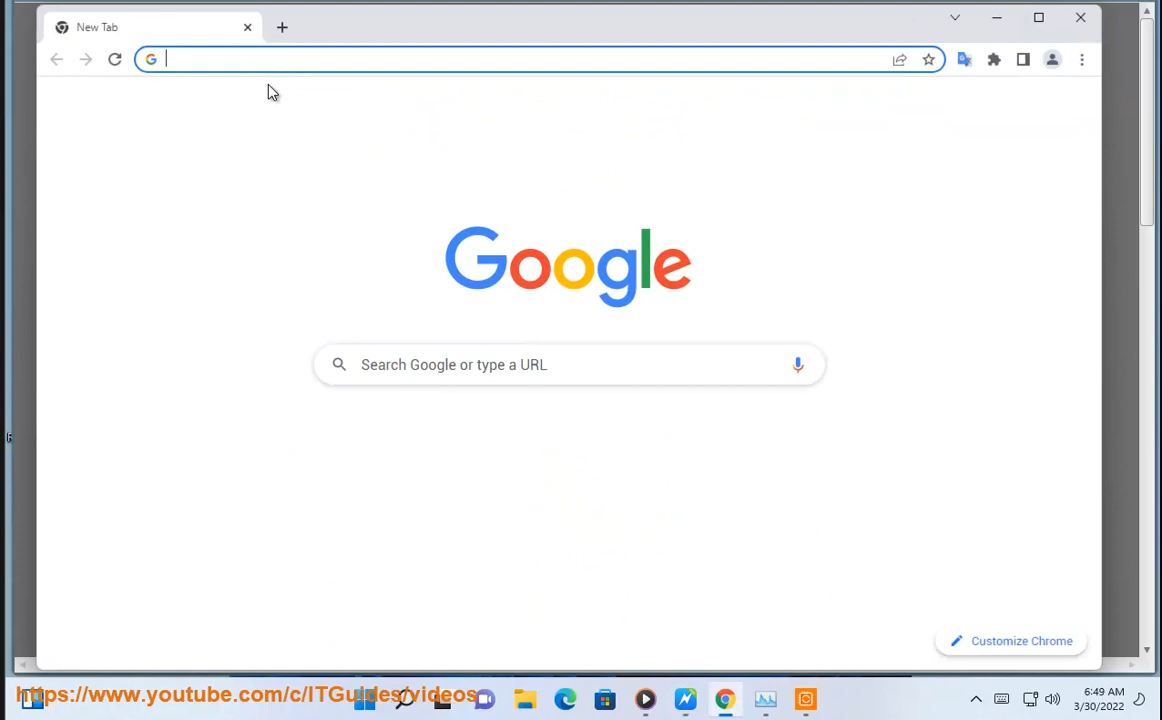 New Tab
Google
Search Google or type a URL
Customize Chrome
https://www.youtube.com/c/ITGuides/videos
6:49 AM
3/30/2022